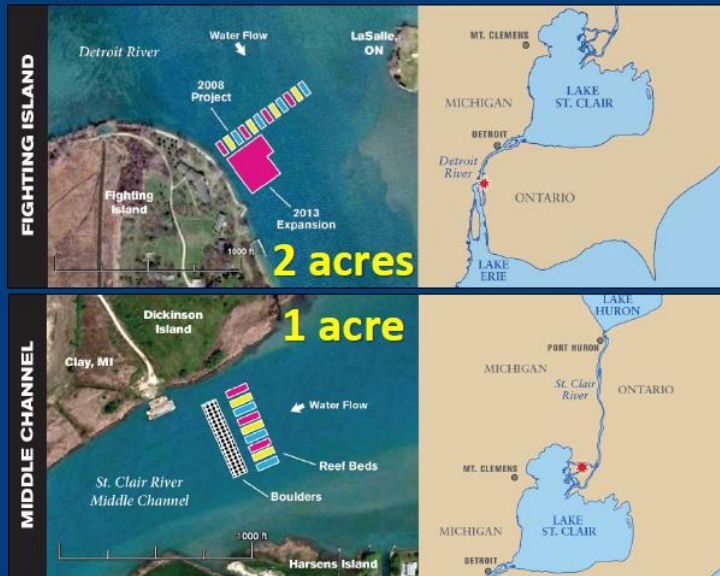 FIGHTING ISLAND
Detroit River
Water Flow
LaSalle,
ON
2008
Project
Fighting
Island
2013
Expansion
1000 ft.
2 acres
MT. CLEMENS
LAKE
ST. CLAIR
MICHIGAN
DETROIT
Detroit
River
ONTARIO
LAKE
ERIE
MIDDLE CHANNEL
Dickinson
Island
1 acre
Clay, MI
Water Flow
Reef Beds
St. Clair River
Middle Channel
Boulders
1000 ft.
Harsens Island
LAKE
HURON
PORT HURON
MICHIGAN
ONTARIO
St. Clair
River
MT. CLEMENS
LAKE
ST. CLAIR
MICHIGAN
DETROIT